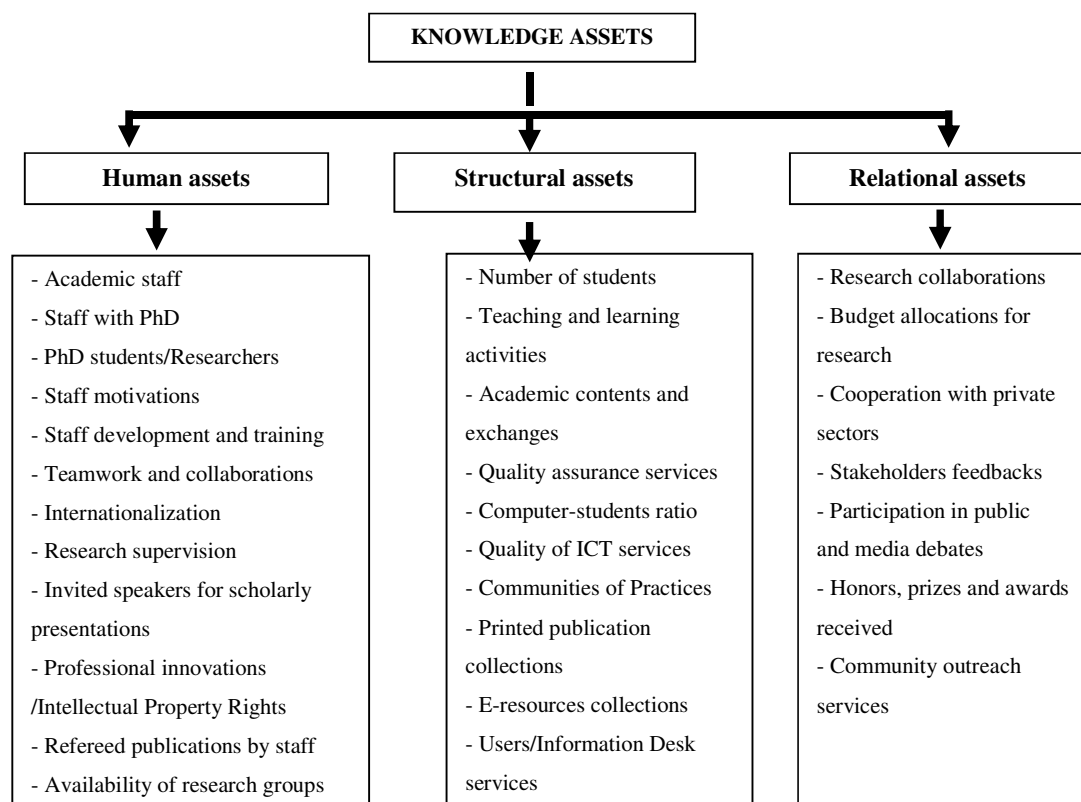 KNOWLEDGE ASSETS
Human assets
Structural assets
Relational assets
- Academic staff
- Staff with PhD
- PhD students/Researchers
- Staff motivations
- Staff development and training
- Teamwork and collaborations
- Internationalization
- Research supervision
- Invited speakers for scholarly
presentations
- Professional innovations
/Intellectual Property Rights
- Refereed publications by staff
- Availability of research groups
- Number of students
- Teaching and learning
activities
- Academic contents and
exchanges
- Quality assurance services
- Computer-students ratio
- Quality of ICT services
- Communities of Practices
- Printed publication
collections
- E-resources collections
- Users/Information Desk
services
- Research collaborations
- Budget allocations for
research
- Cooperation with private
sectors
- Stakeholders feedbacks
- Participation in public
and media debates
- Honors, prizes and awards
received
- Community outreach
services